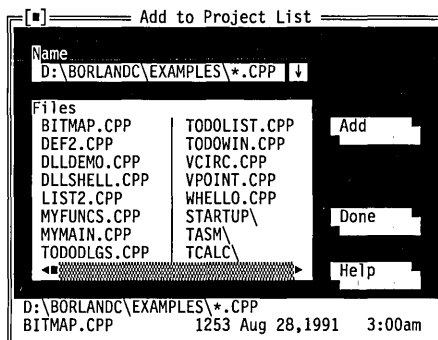 [■] Add to Project List
Name
D:\BORLANDC\EXAMPLES\*.CPP ↓
Files
BITMAP.CPP TODOLIST.CPP Add
DEF2.CPP TODOWIN.CPP
DLLDEMO.CPP VCIRC.CPP
DLLSHELL.CPP VPOINT.CPP
LIST2.CPP WHELLO.CPP
MYFUNCS.CPP STARTUP\ Done
MYMAIN.CPP TASM\
TODODLGS.CPP TCALC\
Help
D:\BORLANDC\EXAMPLES\*.CPP
BITMAP.CPP 1253 Aug 28,1991 3:00am